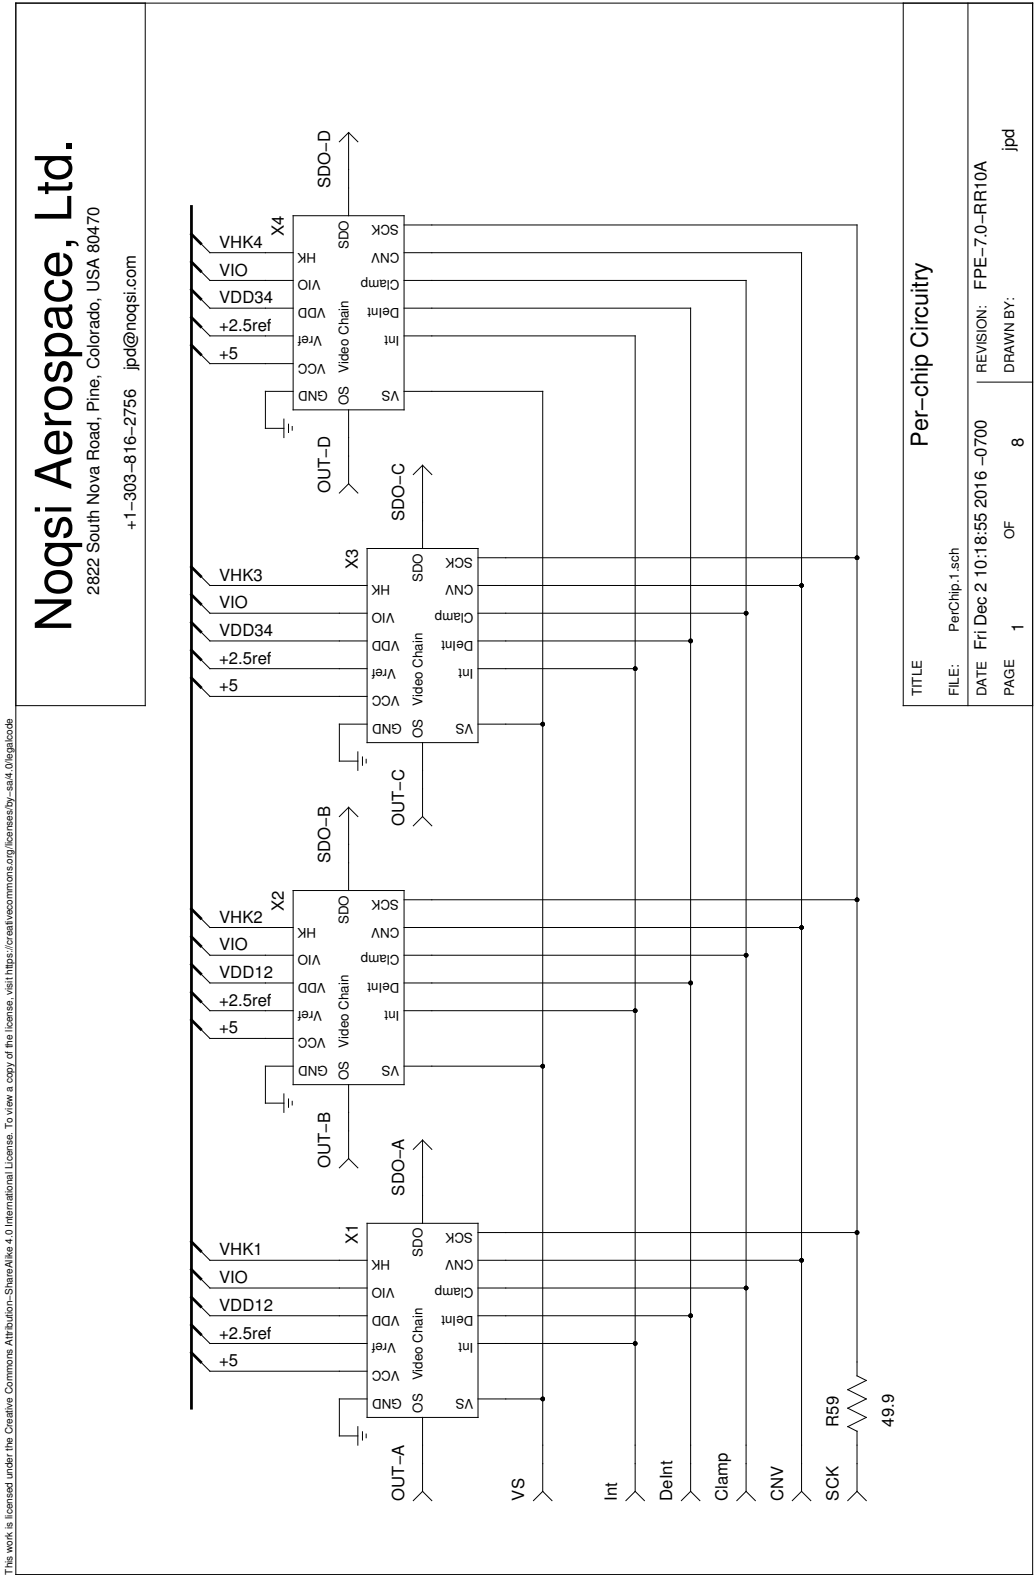 This work is licensed under the Creative Commons Attribution−ShareAlike 4.0 International License. To view a copy of the license, visit https://creativecommons.org/licenses/by−sa/4.0/legalcode
Noqsi Aerospace, Ltd.
2822 South Nova Road, Pine, Colorado, USA 80470
+1−303−816−2756 jpd@noqsi.com
+5
+2.5ref
VDD12
VIO
VHK1
X1
GND
VCC
Vref
VDD
VIO
HK
OS
Video Chain
SDO
VS
Int
DeInt
Clamp
CNV
SCK
OUT−A
SDO−A
+5
+2.5ref
VDD12
VIO
VHK2
X2
GND
VCC
Vref
VDD
VIO
HK
OS
Video Chain
SDO
VS
Int
DeInt
Clamp
CNV
SCK
OUT−B
SDO−B
+5
+2.5ref
VDD34
VIO
VHK3
X3
GND
VCC
Vref
VDD
VIO
HK
OS
Video Chain
SDO
VS
Int
DeInt
Clamp
CNV
SCK
OUT−C
SDO−C
+5
+2.5ref
VDD34
VIO
VHK4
X4
GND
VCC
Vref
VDD
VIO
HK
OS
Video Chain
SDO
VS
Int
DeInt
Clamp
CNV
SCK
OUT−D
SDO−D
VS
Int
DeInt
Clamp
CNV
SCK
R59
49.9
TITLE
Per−chip Circuitry
FILE: PerChip.1.sch
DATE Fri Dec 2 10:18:55 2016 −0700
REVISION: FPE−7.0−RR10A
PAGE 1 OF 8
DRAWN BY: jpd